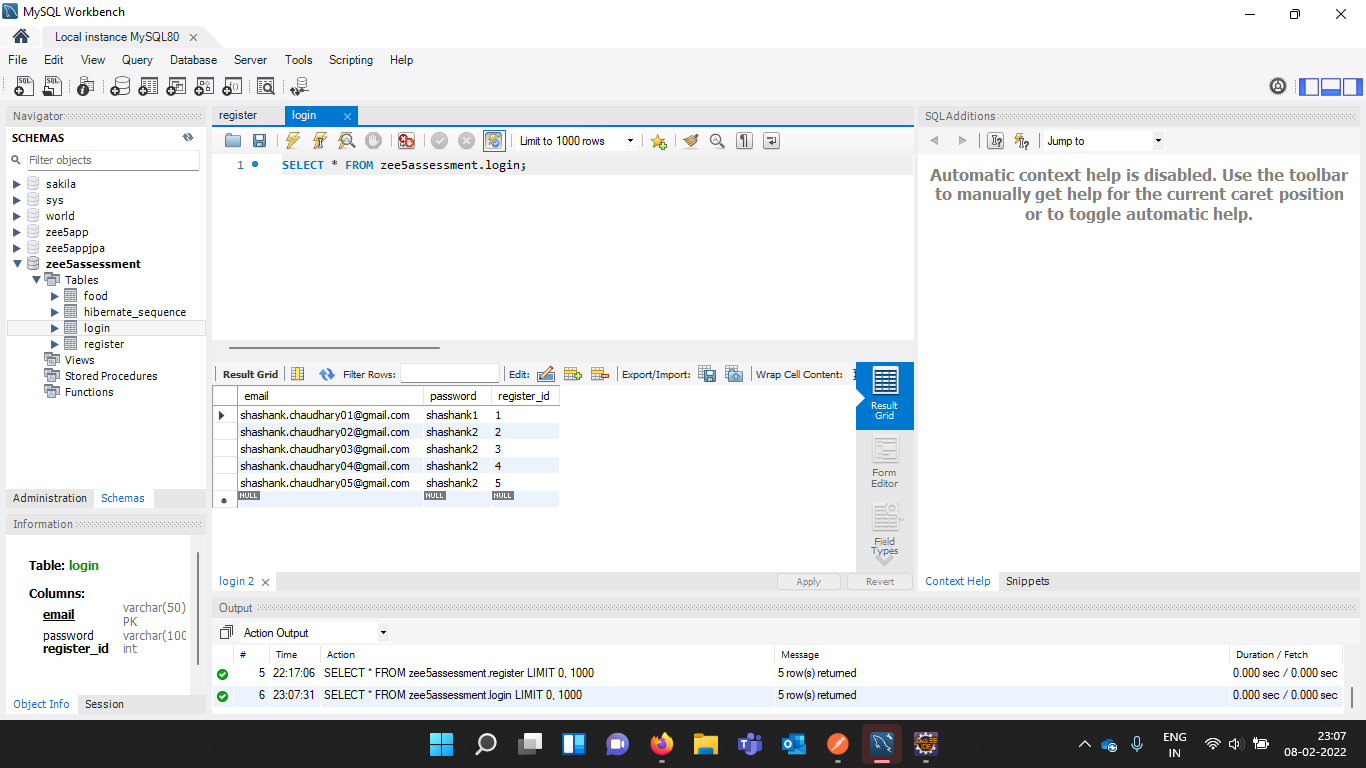 MySQL Workbench
Local instance MySQL80
File Edit View Query Database Server Tools Scripting Help
Navigator
SCHEMAS
Filter objects
sakila
sys
world
zee5app
zee5appjpa
zee5assessment
Tables
food
hibernate_sequence
login
register
Views
Stored Procedures
Functions
Administration Schemas
Information
Table: login
Columns:
email varchar(50) PK
password varchar(100
register_id int
Object Info Session
register login
Limit to 1000 rows
1 SELECT * FROM zee5assessment.login;
Result Grid Filter Rows: Edit: Export/Import: Wrap Cell Content:
email password register_id
shashank.chaudhary01@gmail.com shashank1 1
shashank.chaudhary02@gmail.com shashank2 2
shashank.chaudhary03@gmail.com shashank2 3
shashank.chaudhary04@gmail.com shashank2 4
shashank.chaudhary05@gmail.com shashank2 5
NULL NULL NULL
Result Grid
Form Editor
Field Types
login 2 Apply Revert
SQLAdditions
Jump to
Automatic context help is disabled. Use the toolbar
to manually get help for the current caret position
or to toggle automatic help.
Context Help Snippets
Output
Action Output
# Time Action Message Duration / Fetch
5 22:17:06 SELECT * FROM zee5assessment.register LIMIT 0, 1000 5 row(s) returned 0.000 sec / 0.000 sec
6 23:07:31 SELECT * FROM zee5assessment.login LIMIT 0, 1000 5 row(s) returned 0.000 sec / 0.000 sec
ENG
IN
23:07
08-02-2022